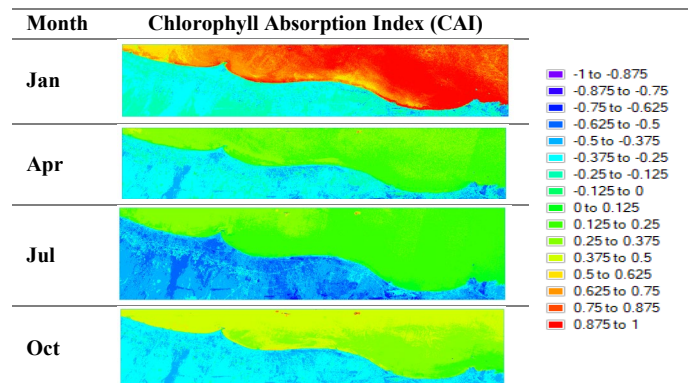 Month Chlorophyll Absorption Index (CAI)
Jan
Apr
Jul
Oct
-1 to -0.875
-0.875 to -0.75
-0.75 to -0.625
-0.625 to -0.5
-0.5 to -0.375
-0.375 to -0.25
-0.25 to -0.125
-0.125 to 0
0 to 0.125
0.125 to 0.25
0.25 to 0.375
0.375 to 0.5
0.5 to 0.625
0.625 to 0.75
0.75 to 0.875
0.875 to 1